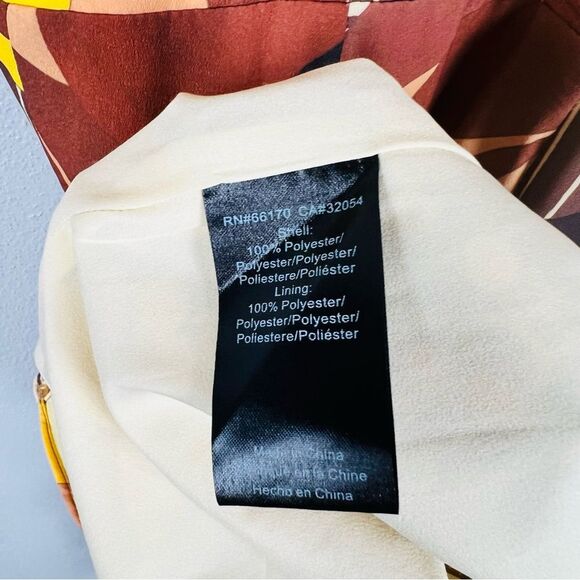 RN#66170 CA#32054
Shell:
100% Polyester/
Polyester/Polyester/
Poliestere/Poliéster
Lining:
100% Polyester/
Polyester/Polyester/
Poliestere/Poliéster
Made in China
en la Chine
Hecho en China